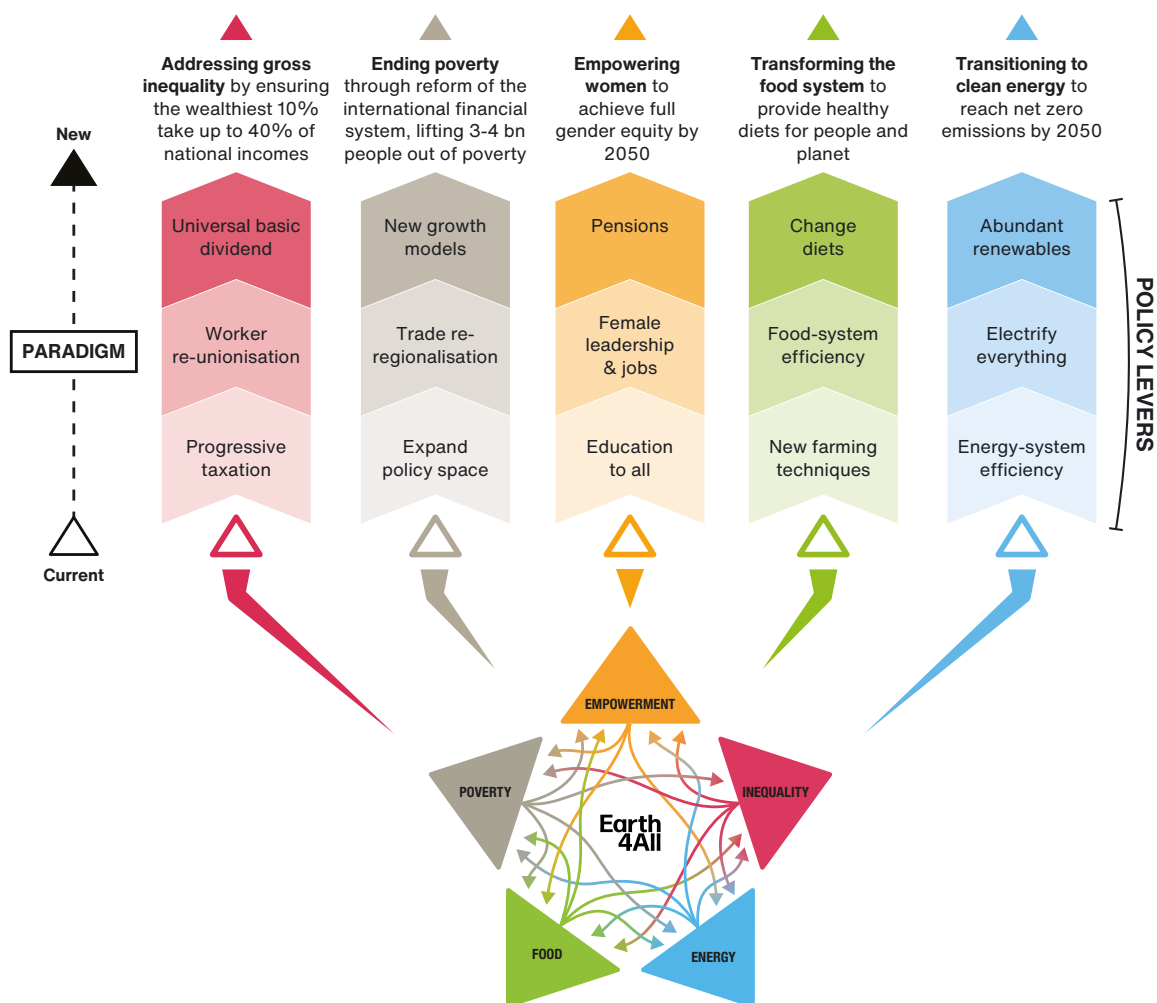 Addressing gross
inequality by ensuring
the wealthiest 10%
take up to 40% of
national incomes
Ending poverty
through reform of the
international financial
system, lifting 3-4 bn
people out of poverty
Empowering
women to
achieve full
gender equity by
2050
Transforming the
food system to
provide healthy
diets for people and
planet
Transitioning to
clean energy to
reach net zero
emissions by 2050
New
PARADIGM
Current
Universal basic
dividend
Worker
re-unionisation
Progressive
taxation
New growth
models
Trade re-
regionalisation
Expand
policy space
Pensions
Female
leadership
& jobs
Education
to all
Change
diets
Food-system
efficiency
New farming
techniques
Abundant
renewables
Electrify
everything
Energy-system
efficiency
POLICY LEVERS
EMPOWERMENT
POVERTY
INEQUALITY
Earth
4All
FOOD
ENERGY